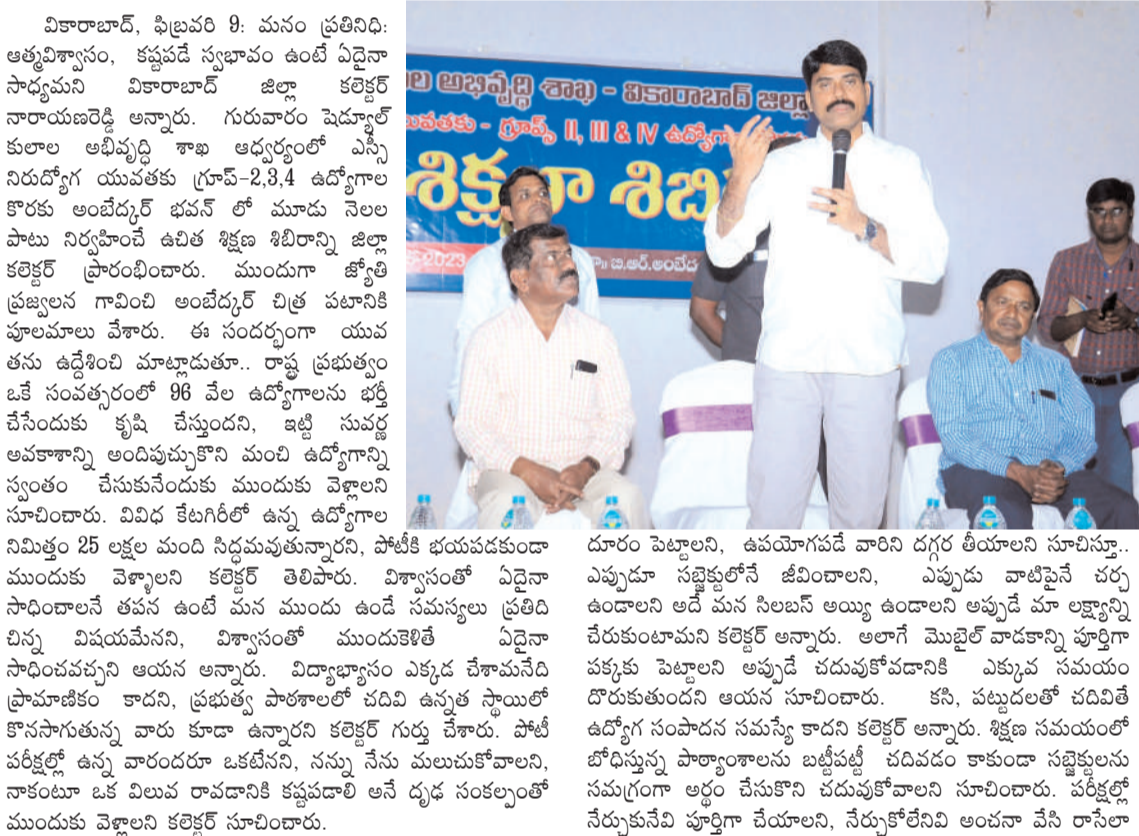 వికారాబాద్, ఫిబ్రవరి 9: మనం ప్రతినిధి:
ఆత్మవిశ్వాసం, కష్టపడే స్వభావం ఉంటే ఏదైనా
సాధ్యమని వికారాబాద్ జిల్లా కలెక్టర్
నారాయణరెడ్డి అన్నారు. గురువారం షెడ్యూల్
కులాల అభివృద్ధి శాఖ ఆధ్వర్యంలో ఎస్సీ
నిరుద్యోగ యువతకు గ్రూప్-2,3,4 ఉద్యోగాల
కొరకు అంబేద్కర్ భవన్ లో మూడు నెలల
పాటు నిర్వహించే ఉచిత శిక్షణ శిబిరాన్ని జిల్లా
కలెక్టర్ ప్రారంభించారు. ముందుగా జ్యోతి
ప్రజ్వలన గావించి అంబేద్కర్ చిత్ర పటానికి
పూలమాలు వేశారు. ఈ సందర్భంగా యువ
తను ఉద్దేశించి మాట్లాడుతూ.. రాష్ట్ర ప్రభుత్వం
ఒకే సంవత్సరంలో 96 వేల ఉద్యోగాలను భర్తీ
చేసేందుకు కృషి చేస్తుందని, ఇట్టి సువర్ణ
అవకాశాన్ని అందిపుచ్చుకొని మంచి ఉద్యోగాన్ని
స్వంతం చేసుకునేందుకు ముందుకు వెళ్లాలని
సూచించారు. వివిధ కేటగిరీలో ఉన్న ఉద్యోగాల
నిమిత్తం 25 లక్షల మంది సిద్ధమవుతున్నారని, పోటీకి భయపడకుండా
ముందుకు వెళ్ళాలని కలెక్టర్ తెలిపారు. విశ్వాసంతో ఏదైనా
సాధించాలనే తపన ఉంటే మన ముందు ఉండే సమస్యలు ప్రతిది
చిన్న విషయమేనని, విశ్వాసంతో ముందుకెళితే ఏదైనా
సాధించవచ్చని ఆయన అన్నారు. విద్యాభ్యాసం ఎక్కడ చేశామనేది
ప్రామాణికం కాదని, ప్రభుత్వ పాఠశాలలో చదివి ఉన్నత స్థాయిలో
కొనసాగుతున్న వారు కూడా ఉన్నారని కలెక్టర్ గుర్తు చేశారు. పోటీ
పరీక్షల్లో ఉన్న వారందరూ ఒకటేనని, నన్ను నేను మలుచుకోవాలని,
నాకంటూ ఒక విలువ రావడానికి కష్టపడాలి అనే దృఢ సంకల్పంతో
ముందుకు వెళ్లాలని కలెక్టర్ సూచించారు.
ల అభివృద్ధి శాఖ - వికారాబాద్ జిల్లా
యువతకు - గ్రూప్స్ II, III & IV ఉద్యోగా
శిక్షణా శిబి
2023
బి.ఆర్.అంబేద
దూరం పెట్టాలని, ఉపయోగపడే వారిని దగ్గర తీయాలని సూచిస్తూ..
ఎప్పుడూ సబ్జెక్టులోనే జీవించాలని, ఎప్పుడు వాటిపైనే చర్చ
ఉండాలని అదే మన సిలబస్ అయ్యి ఉండాలని అప్పుడే మా లక్ష్యాన్ని
చేరుకుంటామని కలెక్టర్ అన్నారు. అలాగే మొబైల్ వాడకాన్ని పూర్తిగా
పక్కకు పెట్టాలని అప్పుడే చదువుకోవడానికి ఎక్కువ సమయం
దొరుకుతుందని ఆయన సూచించారు. కసి, పట్టుదలతో చదివితే
ఉద్యోగ సంపాదన సమస్యే కాదని కలెక్టర్ అన్నారు. శిక్షణ సమయంలో
బోధిస్తున్న పాఠ్యాంశాలను బట్టీపట్టీ చదివడం కాకుండా సబ్జెక్టులను
సమగ్రంగా అర్థం చేసుకొని చదువుకోవాలని సూచించారు. పరీక్షల్లో
నేర్చుకునేవి పూర్తిగా చేయాలని, నేర్చుకోలేనివి అంచనా వేసి రాసేలా